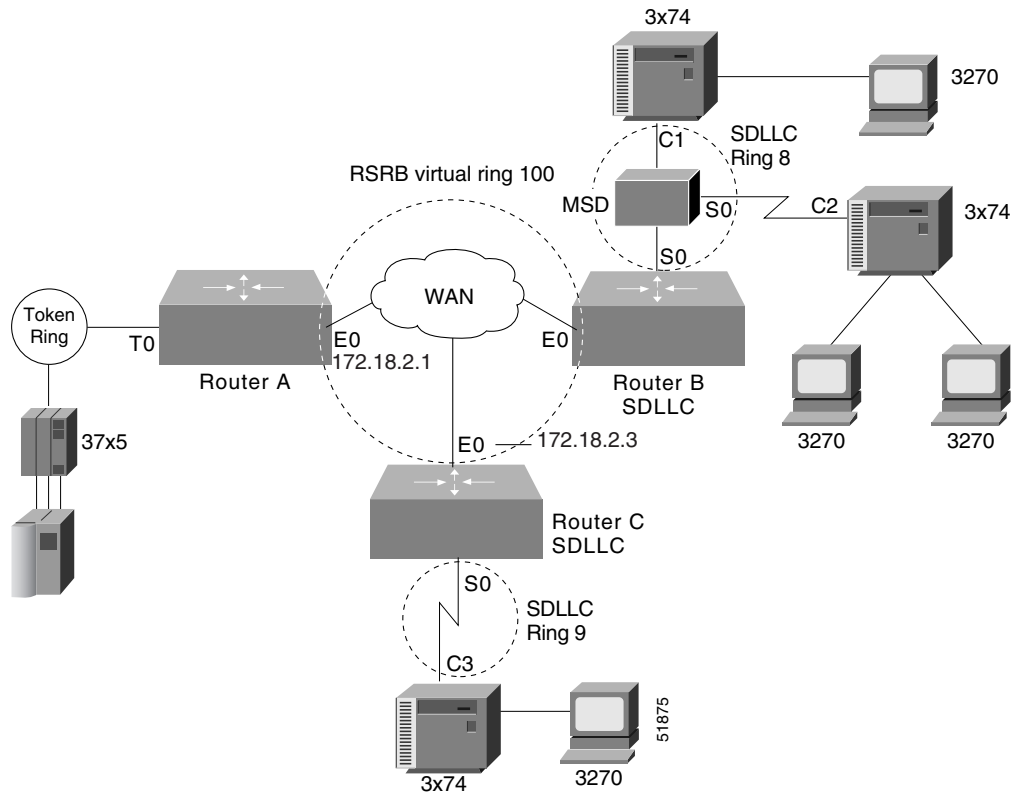 3x74
3270
C1
SDLLC
Ring 8
RSRB virtual ring 100
MSD
S0
C2
3x74
S0
WAN
Token
Ring
T0
E0
172.18.2.1
E0
Router A
Router B
SDLLC
3270
3270
37x5
E0
172.18.2.3
Router C
SDLLC
S0
SDLLC
Ring 9
C3
51875
3x74
3270